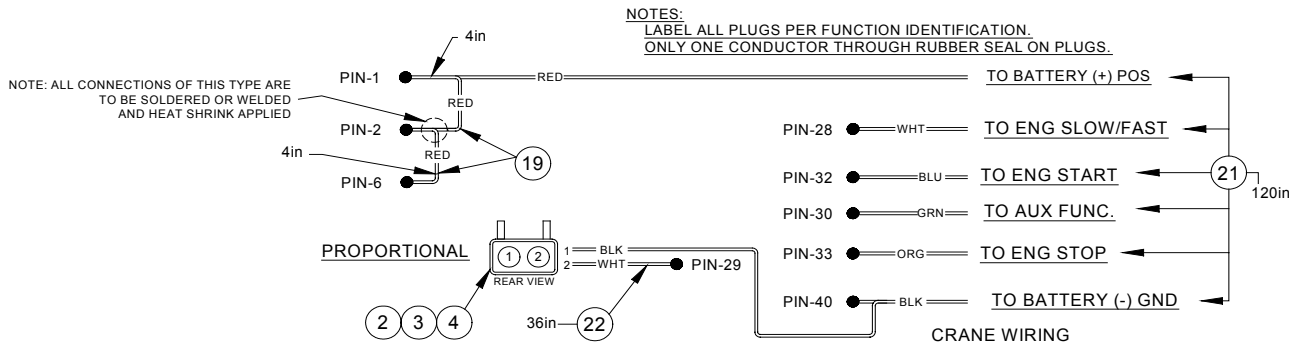 NOTES:
LABEL ALL PLUGS PER FUNCTION IDENTIFICATION.
ONLY ONE CONDUCTOR THROUGH RUBBER SEAL ON PLUGS.
4in
NOTE: ALL CONNECTIONS OF THIS TYPE ARE
TO BE SOLDERED OR WELDED
AND HEAT SHRINK APPLIED
PIN-1
RED
TO BATTERY (+) POS
RED
PIN-2
RED
4in
PIN-6
19
PIN-28
WHT
TO ENG SLOW/FAST
PIN-32
BLU
TO ENG START
21
120in
PIN-30
GRN
TO AUX FUNC.
PIN-33
ORG
TO ENG STOP
PIN-40
BLK
TO BATTERY (-) GND
PROPORTIONAL
1
2
REAR VIEW
1
BLK
2
WHT
PIN-29
2
3
4
36in
22
CRANE WIRING